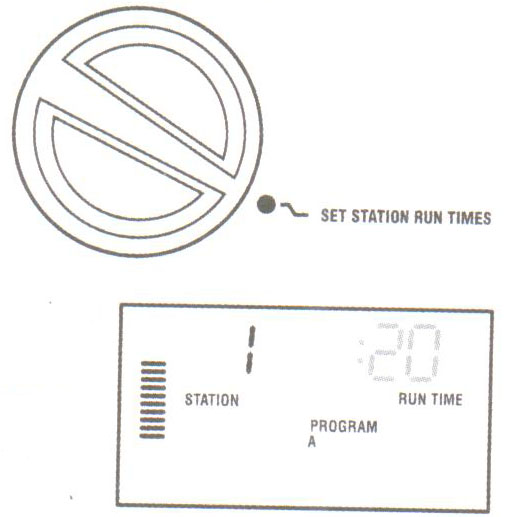 SET STATION RUN TIMES
1 :20
STATION RUN TIME
PROGRAM
A